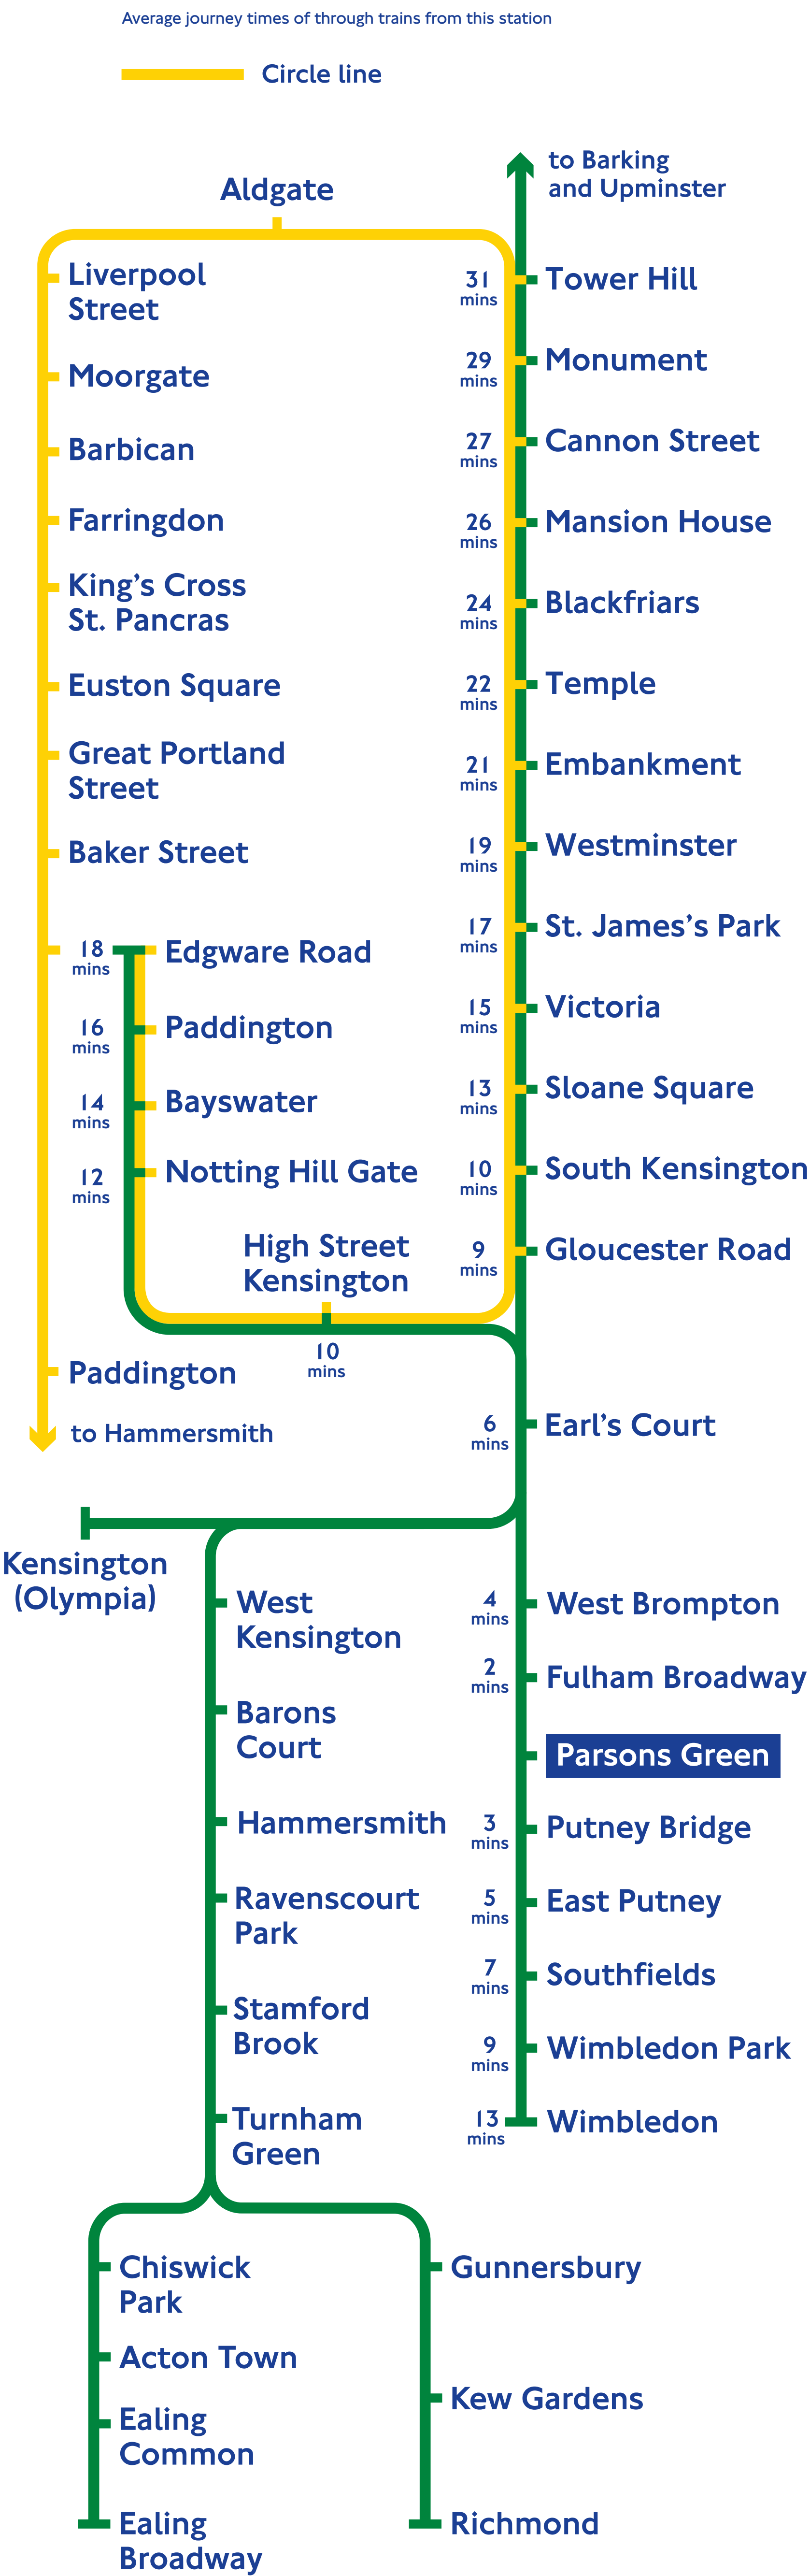 Average journey times of through trains from this station
Circle line
to Barking
and Upminster
Aldgate
Liverpool
Street
Moorgate
Barbican
Farringdon
King’s Cross
St. Pancras
Euston Square
Great Portland
Street
Baker Street
31
mins
Tower Hill
29
mins
Monument
27
mins
Cannon Street
26
mins
Mansion House
24
mins
Blackfriars
22
mins
Temple
21
mins
Embankment
19
mins
Westminster
17
mins
St. James’s Park
15
mins
Victoria
13
mins
Sloane Square
10
mins
South Kensington
9
mins
Gloucester Road
18
mins
Edgware Road
16
mins
Paddington
14
mins
Bayswater
12
mins
Notting Hill Gate
High Street
Kensington
10
mins
Paddington
to Hammersmith
6
mins
Earl’s Court
Kensington
(Olympia)
West
Kensington
Barons
Court
Hammersmith
Ravenscourt
Park
Stamford
Brook
Turnham
Green
4
mins
West Brompton
2
mins
Fulham Broadway
Parsons Green
3
mins
Putney Bridge
5
mins
East Putney
7
mins
Southfields
9
mins
Wimbledon Park
13
mins
Wimbledon
Chiswick
Park
Acton Town
Ealing
Common
Ealing
Broadway
Gunnersbury
Kew Gardens
Richmond